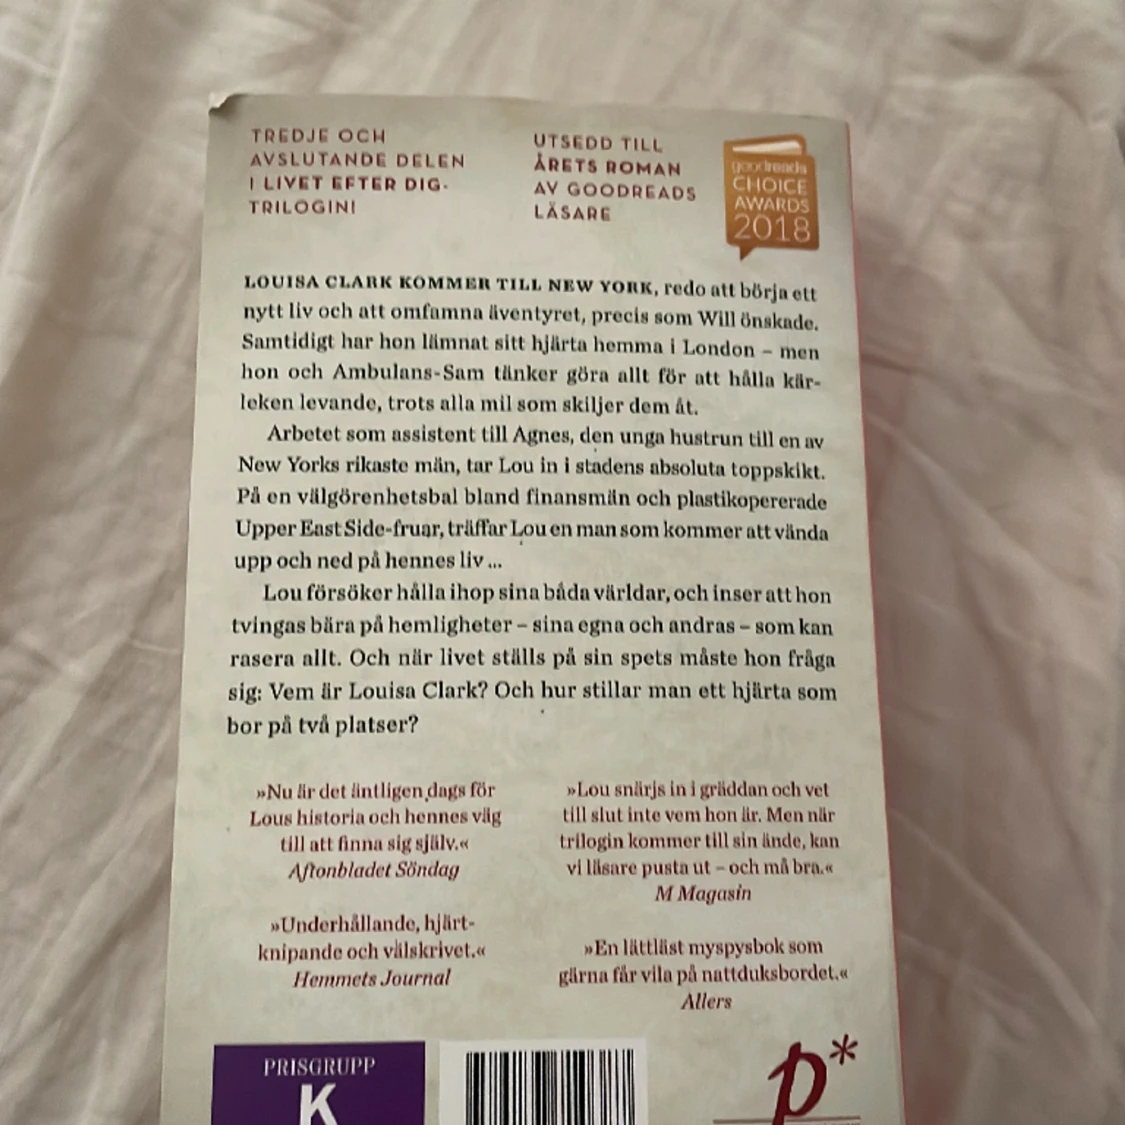 TREDJE OCH
AVSLUTANDE DELEN
I LIVET EFTER DIG-
TRILOGIN!
UTSEDD TILL
ÅRETS ROMAN
AV GOODREADS
LÄSARE
goodreads
CHOICE
AWARDS
2018
LOUISA CLARK KOMMER TILL NEW YORK, redo att börja ett
nytt liv och att omfamna äventyret, precis som Will önskade.
Samtidigt har hon lämnat sitt hjärta hemma i London – men
hon och Ambulans-Sam tänker göra allt för att hålla kär-
leken levande, trots alla mil som skiljer dem åt.
Arbetet som assistent till Agnes, den unga hustrun till en av
New Yorks rikaste män, tar Lou in i stadens absoluta toppskikt.
På en välgörenhetsbal bland finansmän och plastikopererade
Upper East Side-fruar, träffar Lou en man som kommer att vända
upp och ned på hennes liv ...
Lou försöker hålla ihop sina båda världar, och inser att hon
tvingas bära på hemligheter – sina egna och andras – som kan
rasera allt. Och när livet ställs på sin spets måste hon fråga
sig: Vem är Louisa Clark? Och hur stillar man ett hjärta som
bor på två platser?
»Nu är det äntligen dags för
Lous historia och hennes väg
till att finna sig själv.«
Aftonbladet Söndag
»Underhållande, hjärt-
knipande och välskrivet.«
Hemmets Journal
»Lou snärjs in i gräddan och vet
till slut inte vem hon är. Men när
trilogin kommer till sin ände, kan
vi läsare pusta ut – och må bra.«
M Magasin
»En lättläst myspysbok som
gärna får vila på nattduksbordet.«
Allers
PRISGRUPP
K
p*